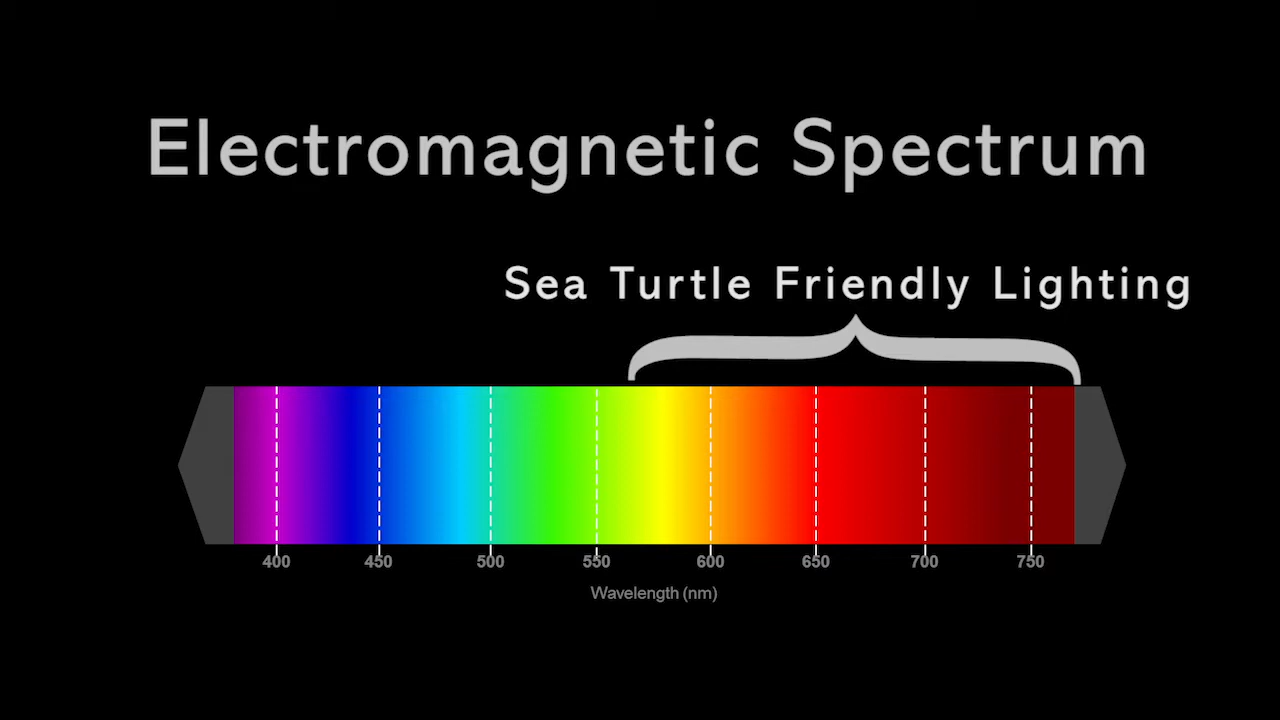 Electromagnetic Spectrum
Sea Turtle Friendly Lighting
400 450 500 550 600 650 700 750
Wavelength (nm)